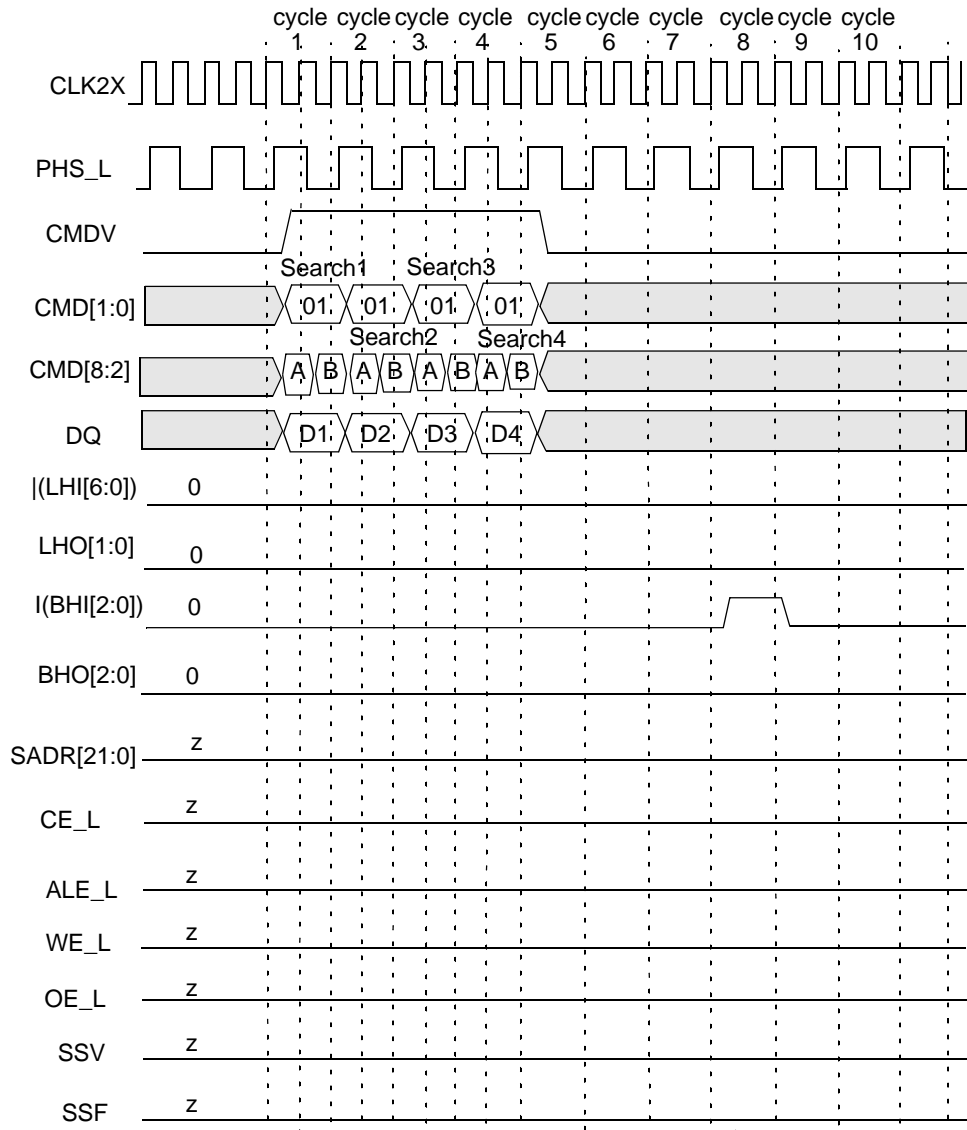 cycle cycle cycle cycle cycle cycle cycle cycle cycle cycle
1 2 3 4 5 6 7 8 9 10
CLK2X
PHS_L
CMDV
Search1 Search3
CMD[1:0] 01 01 01 01
Search2 Search4
CMD[8:2] A B A B A B A B
DQ D1 D2 D3 D4
|(LHI[6:0]) 0
LHO[1:0] 0
I(BHI[2:0]) 0
BHO[2:0] 0
SADR[21:0] z
CE_L z
ALE_L z
WE_L z
OE_L z
SSV z
SSF z